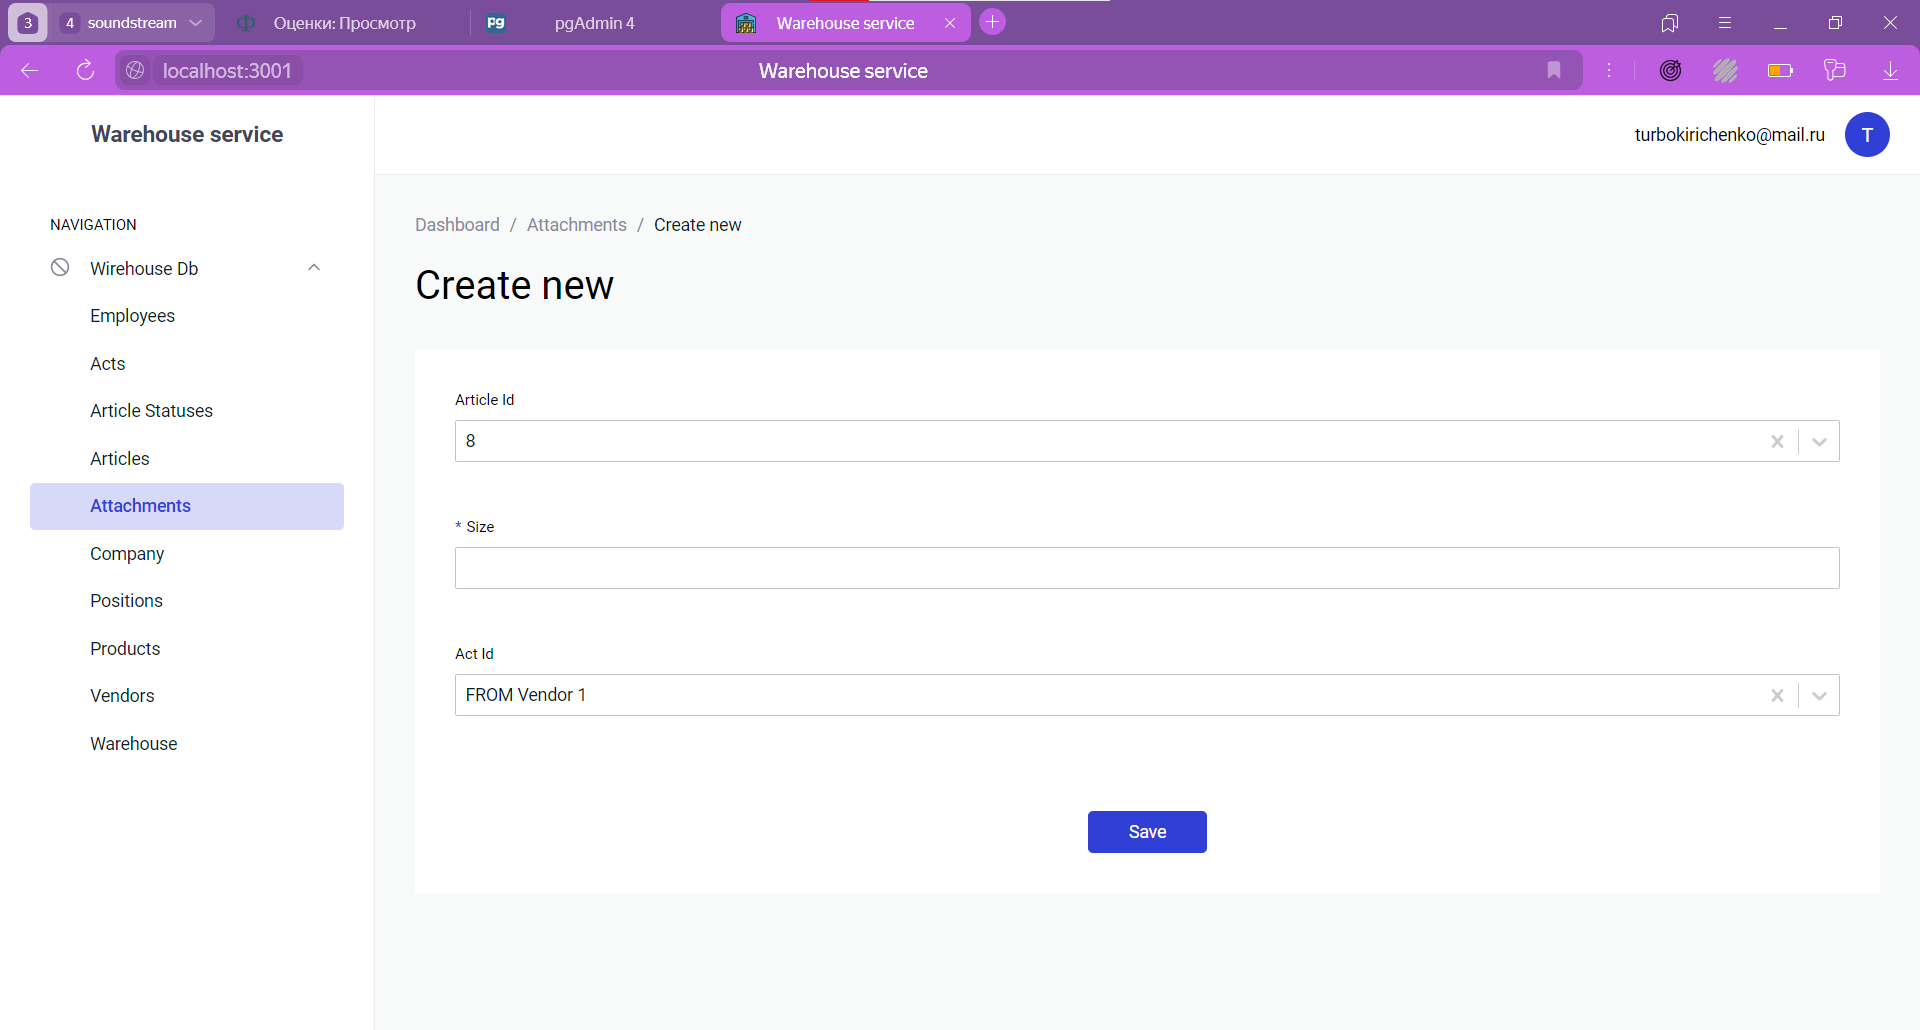 3
4 soundstream
Оценки: Просмотр
pg pgAdmin 4
Warehouse service
localhost:3001
Warehouse service
Warehouse service
turbokirichenko@mail.ru
T
NAVIGATION
Wirehouse Db
Employees
Acts
Article Statuses
Articles
Attachments
Company
Positions
Products
Vendors
Warehouse
Dashboard / Attachments / Create new
Create new
Article Id
8
* Size
Act Id
FROM Vendor 1
Save